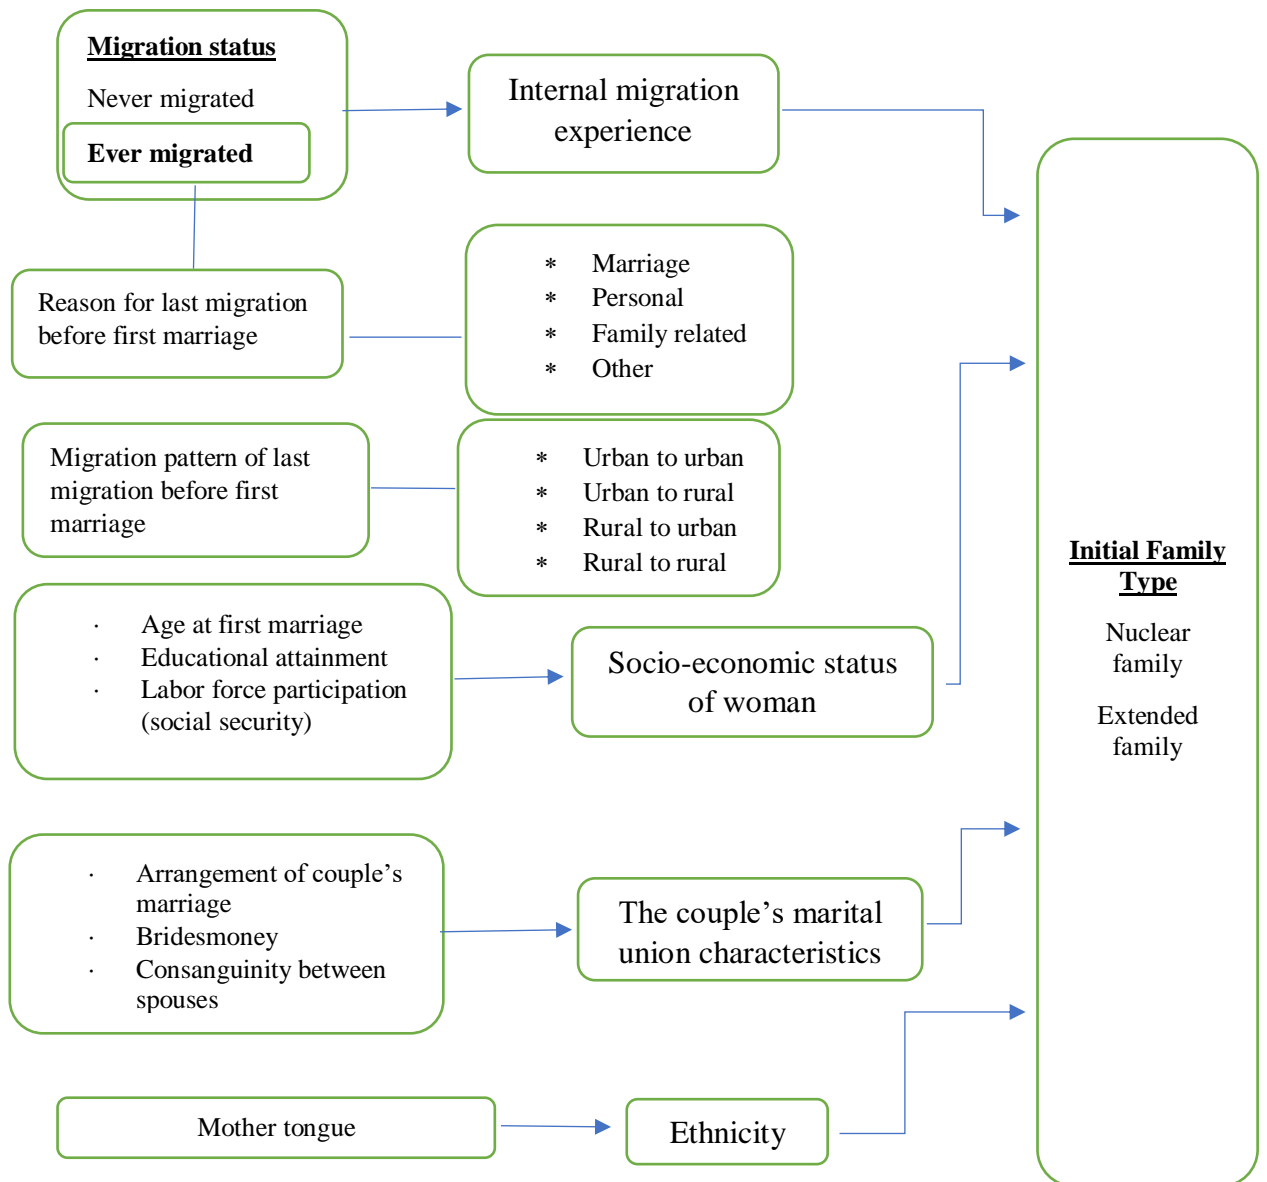 Migration status
Never migrated
Ever migrated
Internal migration
experience
Reason for last migration
before first marriage
* Marriage
* Personal
* Family related
* Other
Migration pattern of last
migration before first
marriage
* Urban to urban
* Urban to rural
* Rural to urban
* Rural to rural
· Age at first marriage
· Educational attainment
· Labor force participation
(social security)
Socio-economic status
of woman
· Arrangement of couple’s
marriage
· Bridesmoney
· Consanguinity between
spouses
The couple’s marital
union characteristics
Mother tongue
Ethnicity
Initial Family
Type
Nuclear
family
Extended
family